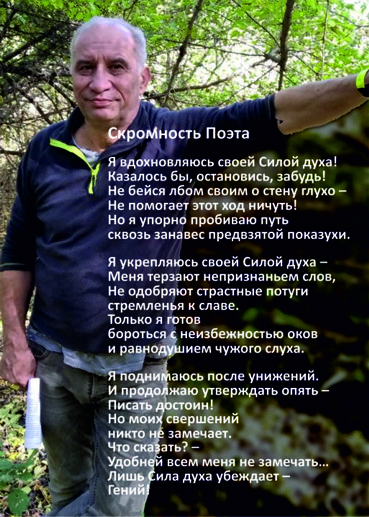 Скромность Поэта
Я вдохновляюсь своей Силой духа!
Казалось бы, остановись, забудь!
Не бейся лбом своим о стену глухо –
Не помогает этот ход ничуть!
Но я упорно пробиваю путь
сквозь занавес предвзятой показухи.
Я укрепляюсь своей Силой духа –
Меня терзают непризнаньем слов,
Не одобряют страстные потуги
стремленья к славе.
Только я готов
бороться с неизбежностью оков
и равнодушием чужого слуха.
Я поднимаюсь после унижений.
И продолжаю утверждать опять –
Писать достоин!
Но моих свершений
никто не замечает.
Что сказать? –
Удобней всем меня не замечать...
Лишь Сила духа убеждает –
Гений!